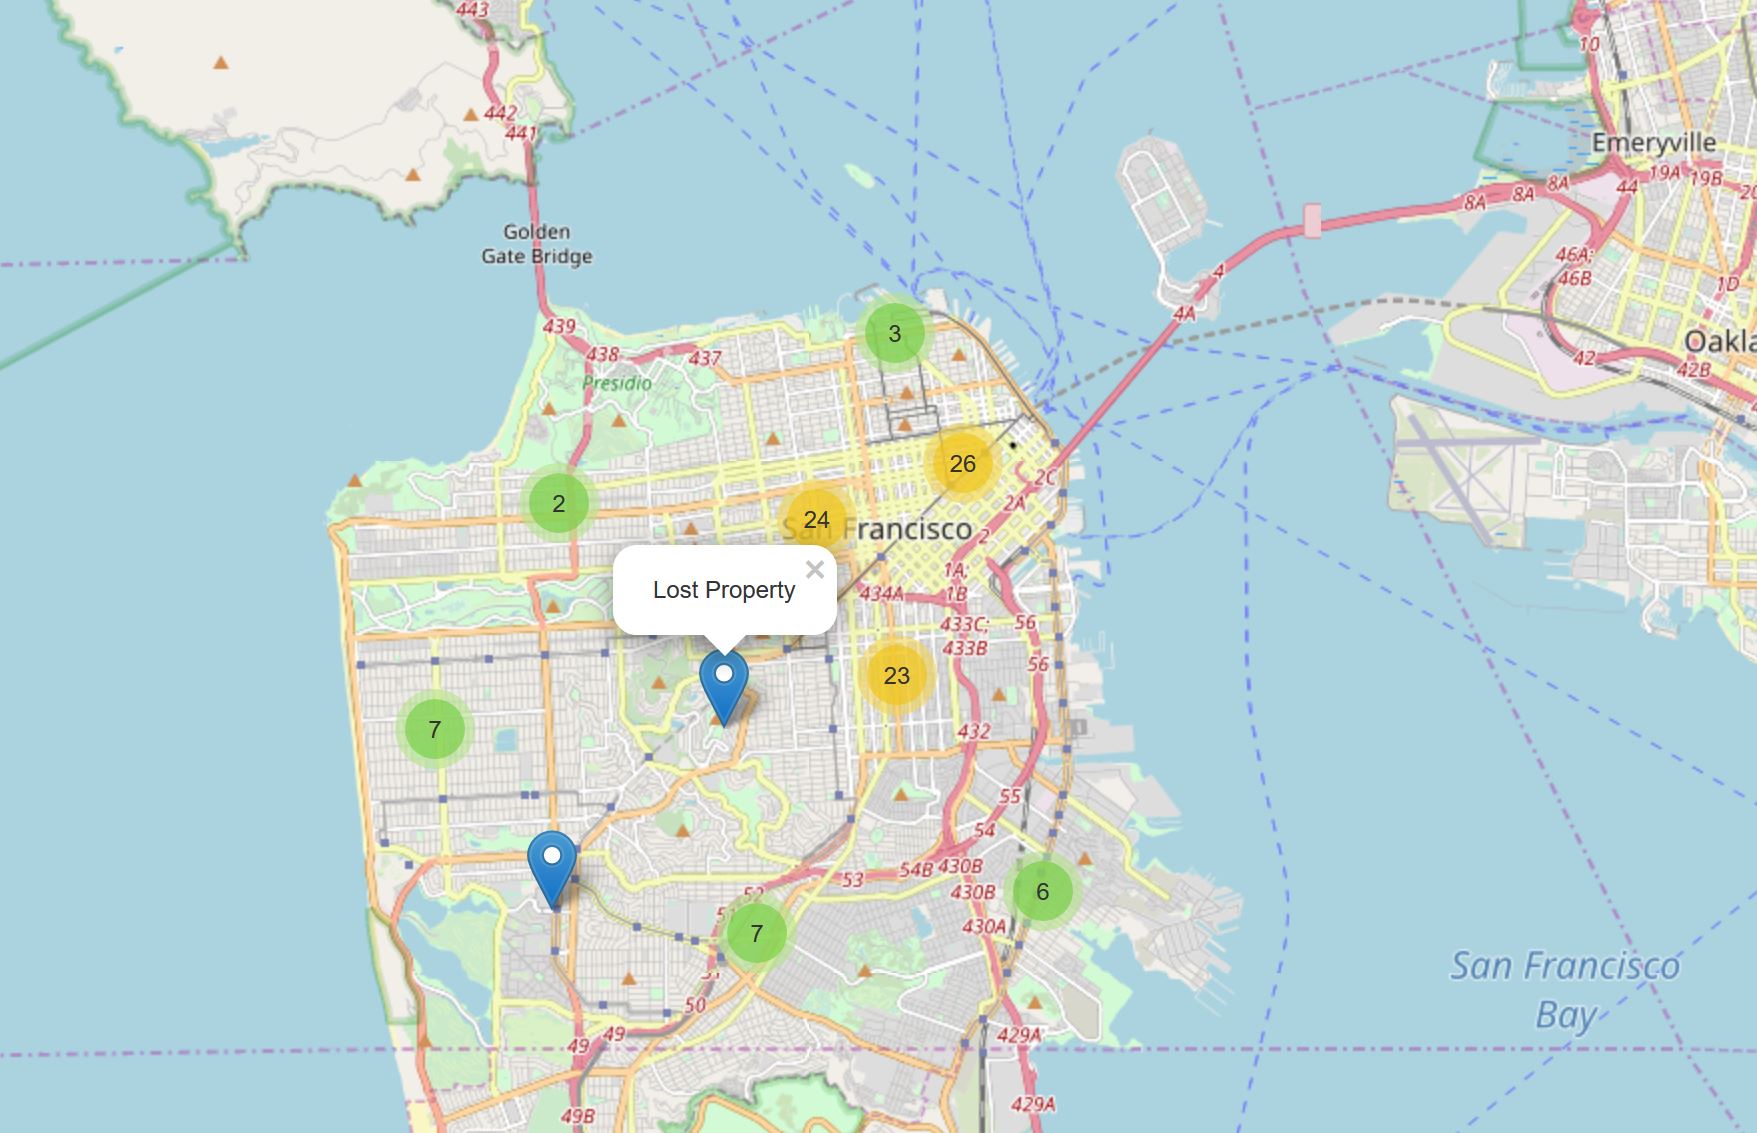 443
10
442
441
Emeryville
19A
19B
44
8A
8A
8A
20
Golden
Gate Bridge
46A;
46B
4
1D
4A
439
3
438
437
Oakla
42
42B
Presidio
26
2C
2
2A
24
San Francisco
2
1A;
1B
Lost Property
×
434A
433C;
433B
56
56
23
7
432
55
54
54B
430B
53
52
430B
6
430A
7
51
50
San Francisco
Bay
49
49
429A
429A
49B